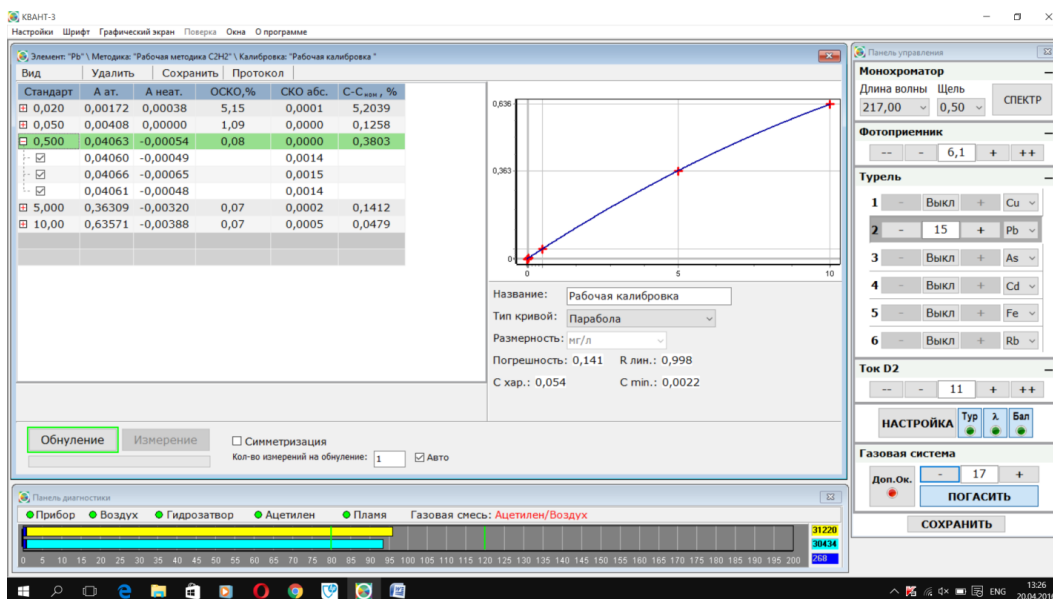 КВАНТ-3
Настройки Шрифт Графический экран Поверка Окна О программе
Элемент: "Pb" \ Методика: "Рабочая методика C2H2" \ Калибровка: "Рабочая калибровка "
Вид Удалить Сохранить Протокол
Стандарт А ат. А неат. ОСКО,% СКО абс. С-Сном, %
0,020 0,00172 0,00038 5,15 0,0001 5,2039
0,050 0,00408 0,00000 1,09 0,0000 0,1258
0,500 0,04063 -0,00054 0,08 0,0000 0,3803
0,04060 -0,00049 0,0014
0,04066 -0,00065 0,0015
0,04061 -0,00048 0,0014
5,000 0,36309 -0,00320 0,07 0,0002 0,1412
10,00 0,63571 -0,00388 0,07 0,0005 0,0479
0,636
0,363
0
0 5 10
Название: Рабочая калибровка
Тип кривой: Парабола
Размерность: мг/л
Погрешность: 0,141 R лин.: 0,998
С хар.: 0,054 C min.: 0,0022
Обнуление Измерение
Симметризация
Кол-во измерений на обнуление: 1 Авто
Панель диагностики
Прибор Воздух Гидрозатвор Ацетилен Пламя Газовая смесь: Ацетилен/Воздух
31220
30434
268
0 5 10 15 20 25 30 35 40 45 50 55 60 65 70 75 80 85 90 95 100 105 110 115 120 125 130 135 140 145 150 155 160 165 170 175 180 185 190 195 200
Панель управления
Монохроматор
Длина волны Щель
217,00 0,50 СПЕКТР
Фотоприемник
-- - 6,1 + ++
Турель
1 - Выкл + Cu
2 - 15 + Pb
3 - Выкл + As
4 - Выкл + Cd
5 - Выкл + Fe
6 - Выкл + Rb
Ток D2
-- - 11 + ++
НАСТРОЙКА Тур λ Бал
Газовая система
Доп.Ок. - 17 +
ПОГАСИТЬ
СОХРАНИТЬ
ENG
13:26